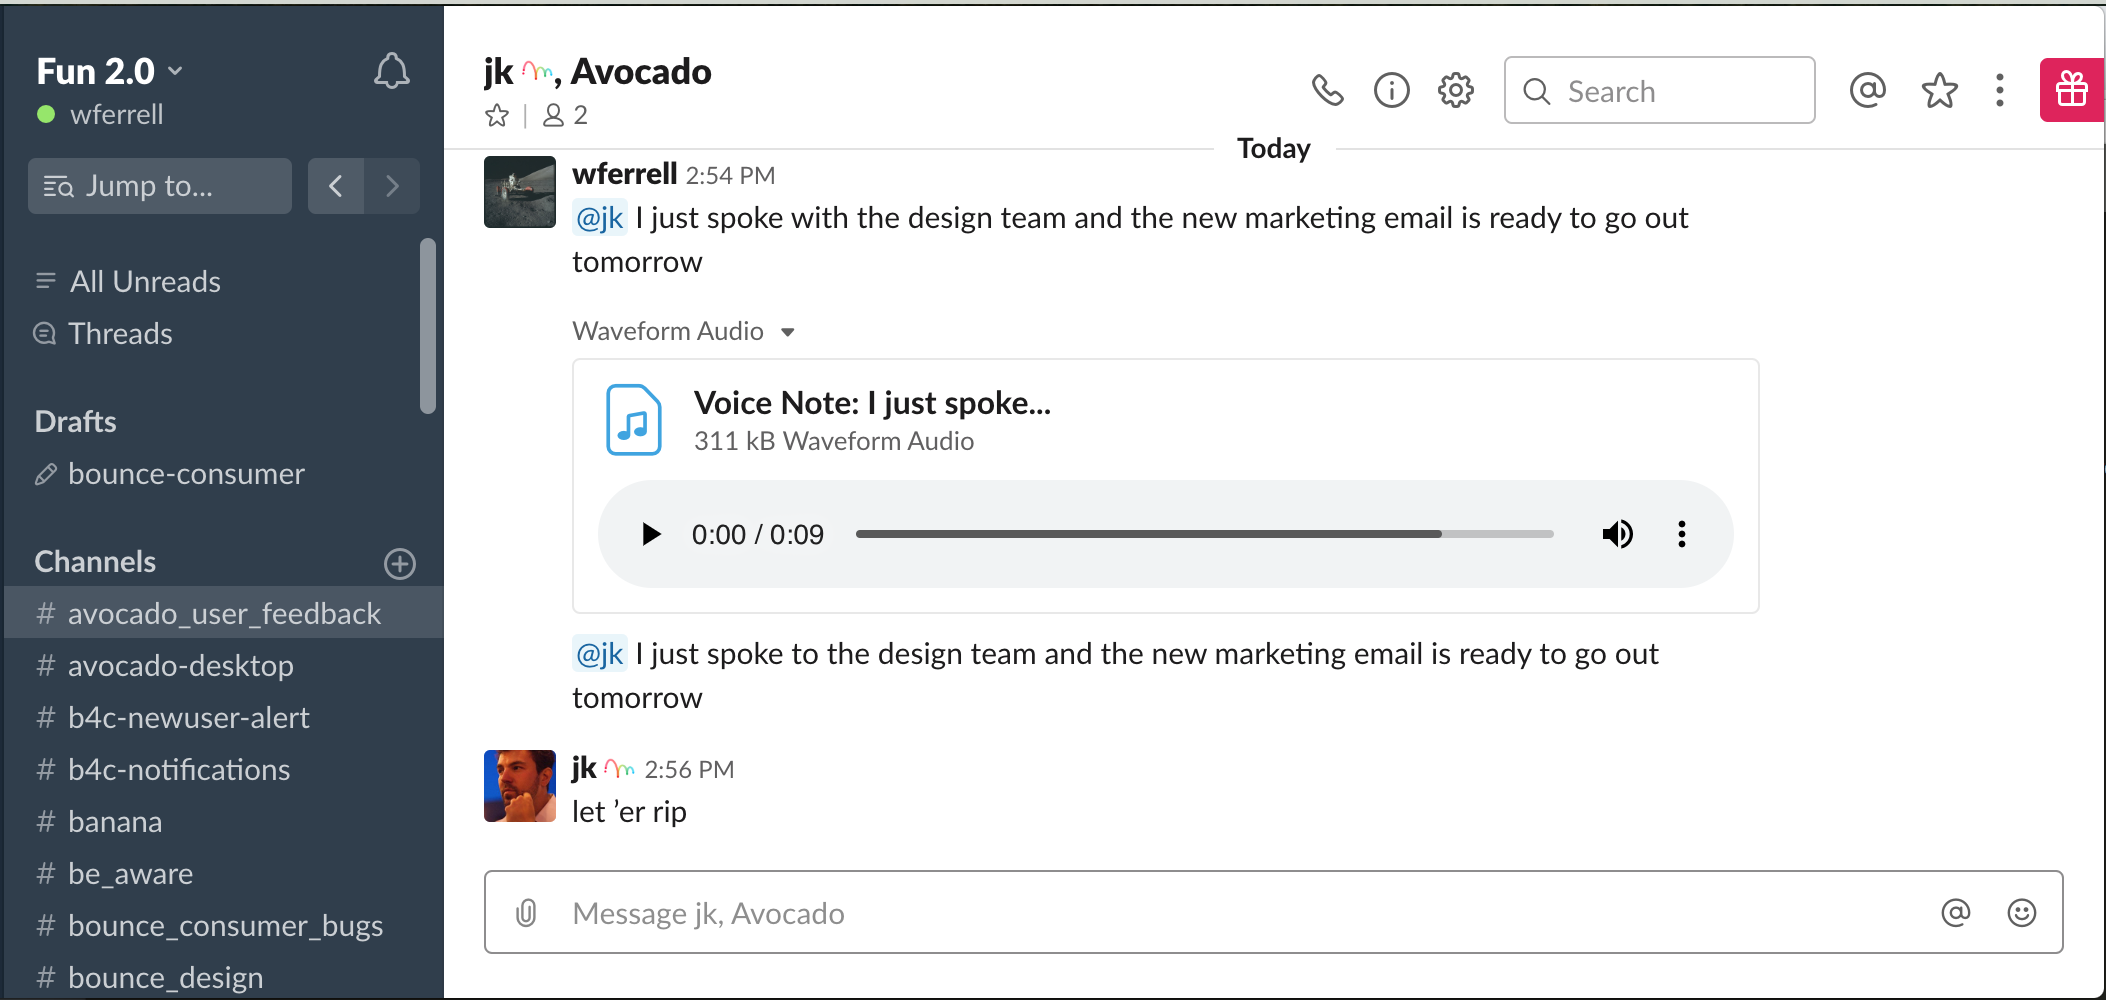 Fun 2.0
wferrell
Jump to...
All Unreads
Threads
Drafts
bounce-consumer
Channels
# avocado_user_feedback
# avocado-desktop
# b4c-newuser-alert
# b4c-notifications
# banana
# be_aware
# bounce_consumer_bugs
# bounce_design
jk , Avocado
2
Search
Today
wferrell 2:54 PM
@jk I just spoke with the design team and the new marketing email is ready to go out
tomorrow
Waveform Audio
Voice Note: I just spoke...
311 kB Waveform Audio
0:00 / 0:09
@jk I just spoke to the design team and the new marketing email is ready to go out
tomorrow
jk 2:56 PM
let ’er rip
Message jk, Avocado